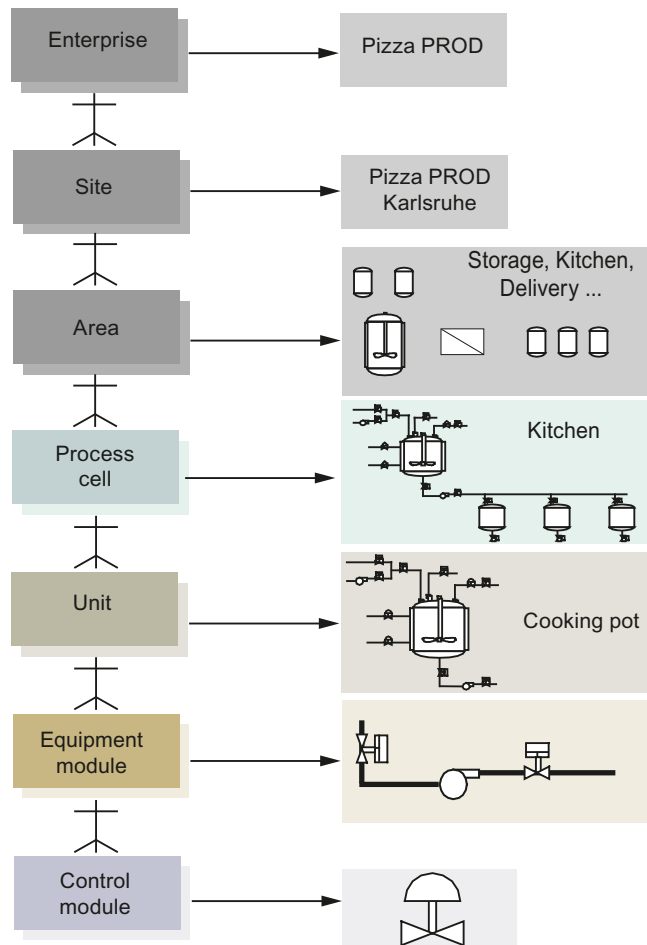 Enterprise
Pizza PROD
Site
Pizza PROD
Karlsruhe
Area
Storage, Kitchen,
Delivery ...
Process
cell
Kitchen
Unit
Cooking pot
Equipment
module
Control
module